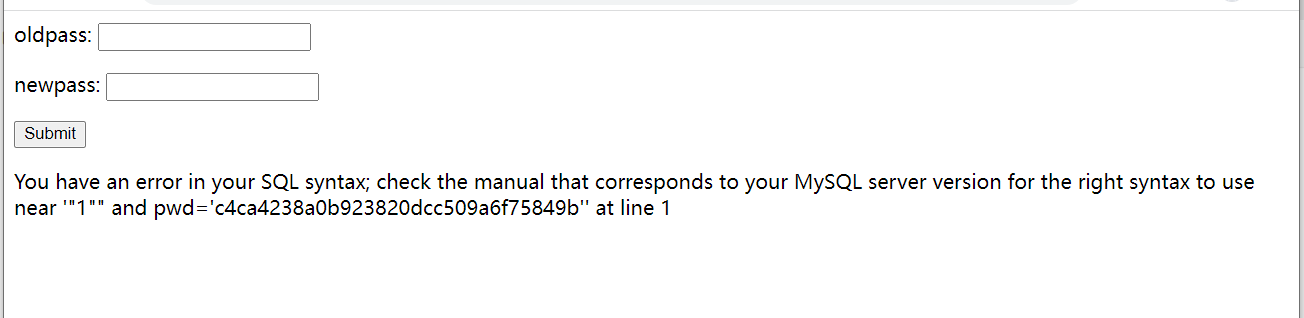 oldpass:
newpass:
Submit
You have an error in your SQL syntax; check the manual that corresponds to your MySQL server version for the right syntax to use
near '"1"" and pwd='c4ca4238a0b923820dcc509a6f75849b'' at line 1